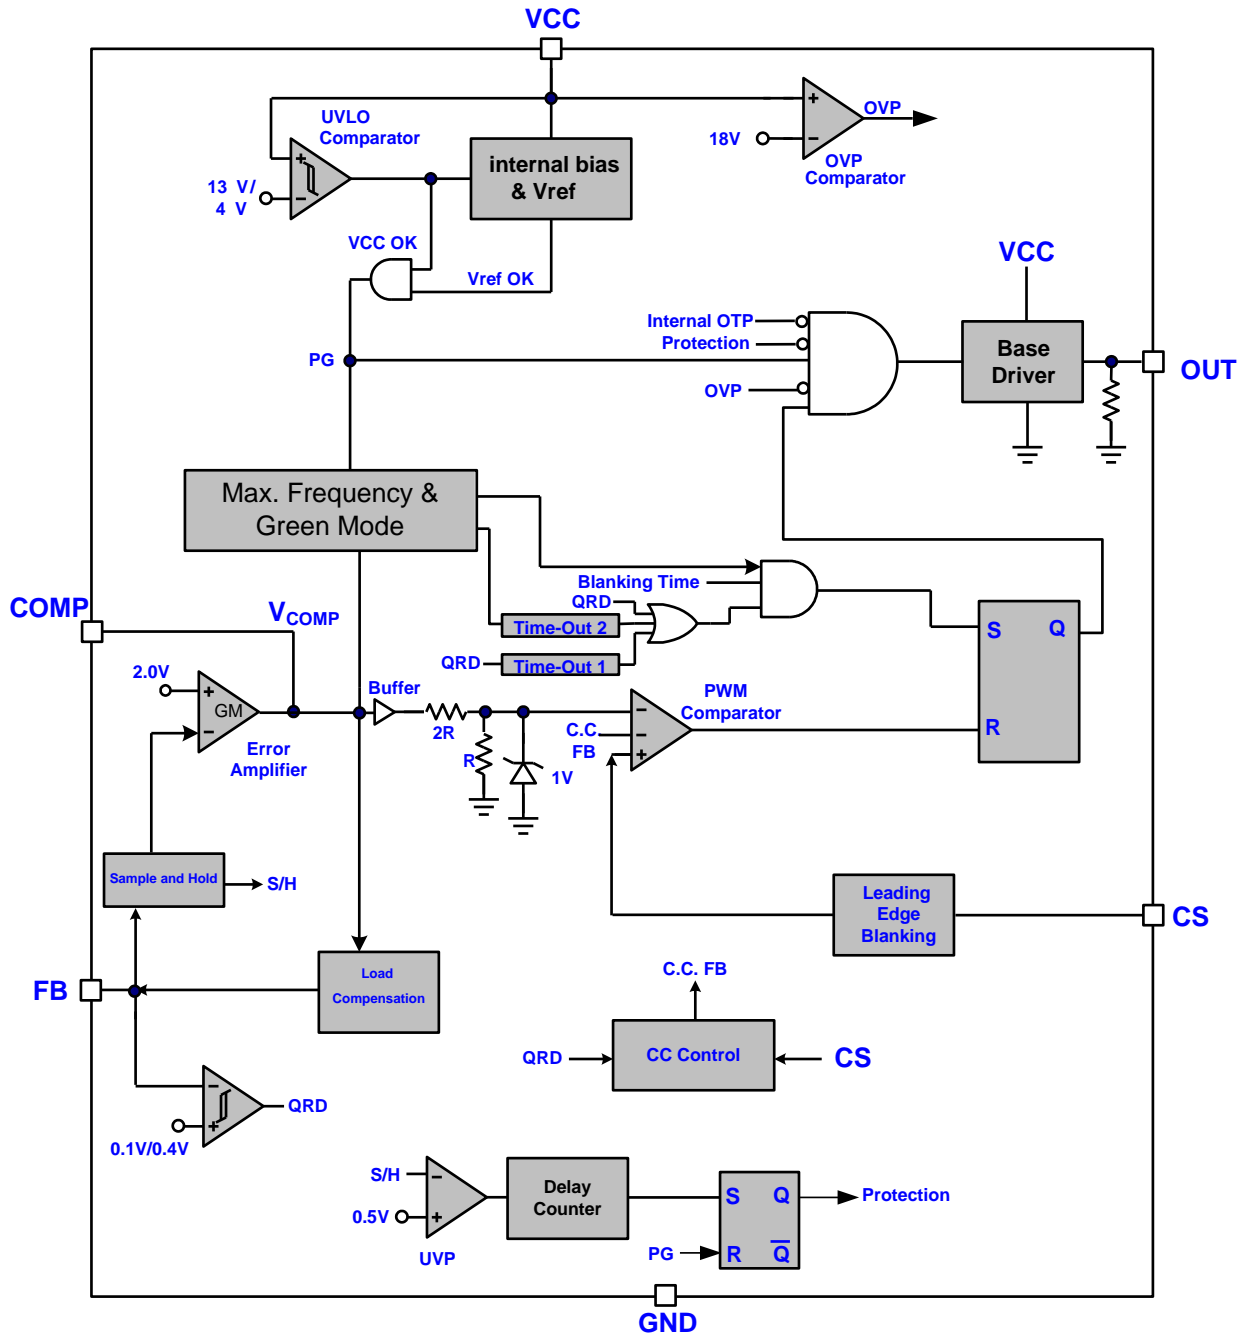 VCC
UVLO
Comparator
+
−
13 V/
4 V
internal bias
& Vref
18V
+
−
OVP
OVP
Comparator
VCC OK
Vref OK
PG
Internal OTP
Protection
OVP
VCC
Base
Driver
OUT
Max. Frequency &
Green Mode
Blanking Time
QRD
Time-Out 2
QRD
Time-Out 1
S
Q
R
COMP
VCOMP
2.0V
+
GM
−
Error
Amplifier
Buffer
2R
R
1V
C.C.
FB
−
−
+
PWM
Comparator
Sample and Hold
S/H
Leading
Edge
Blanking
CS
FB
Load
Compensation
C.C. FB
QRD
CC Control
CS
−
+
QRD
0.1V/0.4V
S/H
0.5V
−
+
UVP
Delay
Counter
S
Q
R
Q̅
PG
Protection
GND